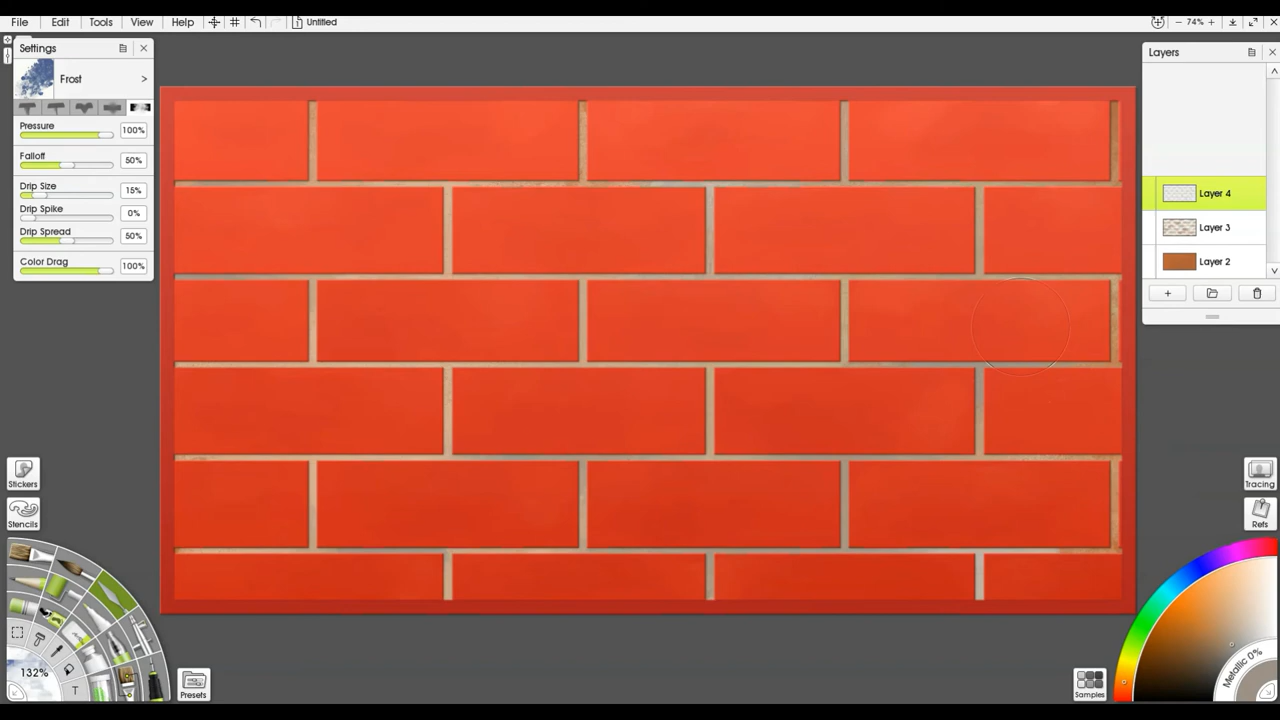 File Edit Tools View Help Untitled 74%
Settings
Frost
Pressure 100%
Falloff 50%
Drip Size 15%
Drip Spike 0%
Drip Spread 50%
Color Drag 100%
Layers
Layer 4
Layer 3
Layer 2
Stickers
Stencils
132%
T
Presets
Tracing
Refs
Samples
Metallic 0%